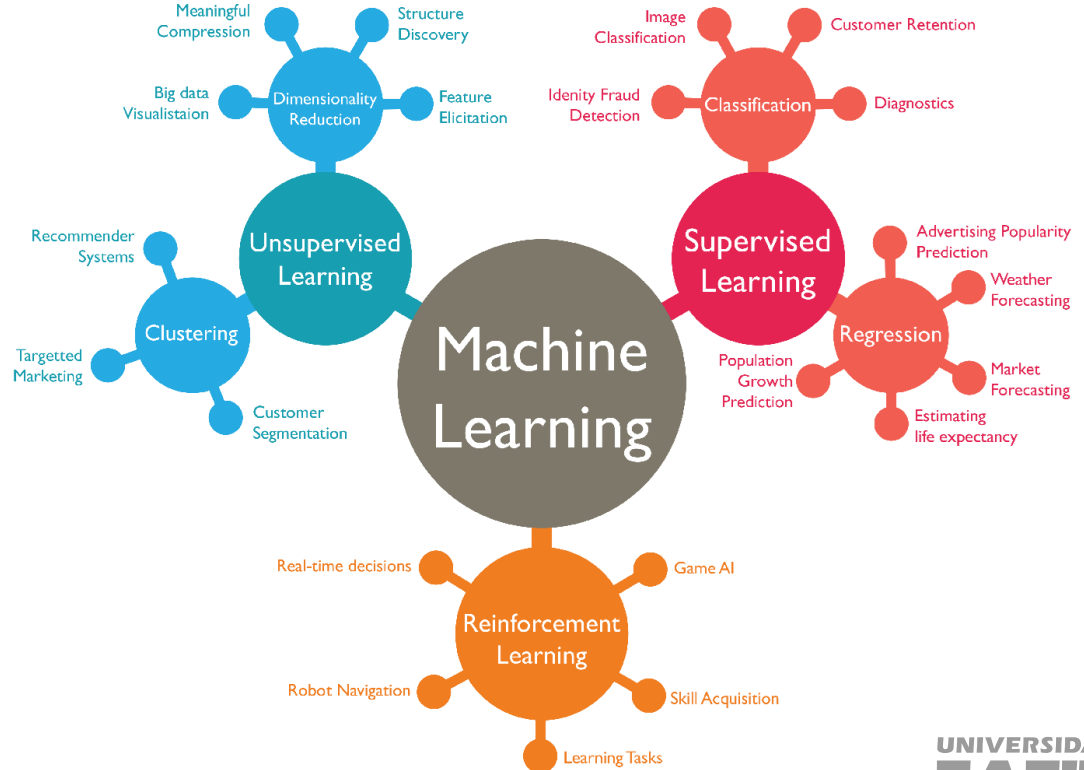 Meaningful
Compression
Structure
Discovery
Big data
Visualistaion
Dimensionality
Reduction
Feature
Elicitation
Image
Classification
Customer Retention
Idenity Fraud
Detection
Classification
Diagnostics
Recommender
Systems
Unsupervised
Learning
Clustering
Targetted
Marketing
Customer
Segmentation
Machine
Learning
Supervised
Learning
Advertising Popularity
Prediction
Weather
Forecasting
Regression
Population
Growth
Prediction
Market
Forecasting
Estimating
life expectancy
Real-time decisions
Game AI
Reinforcement
Learning
Robot Navigation
Skill Acquisition
Learning Tasks